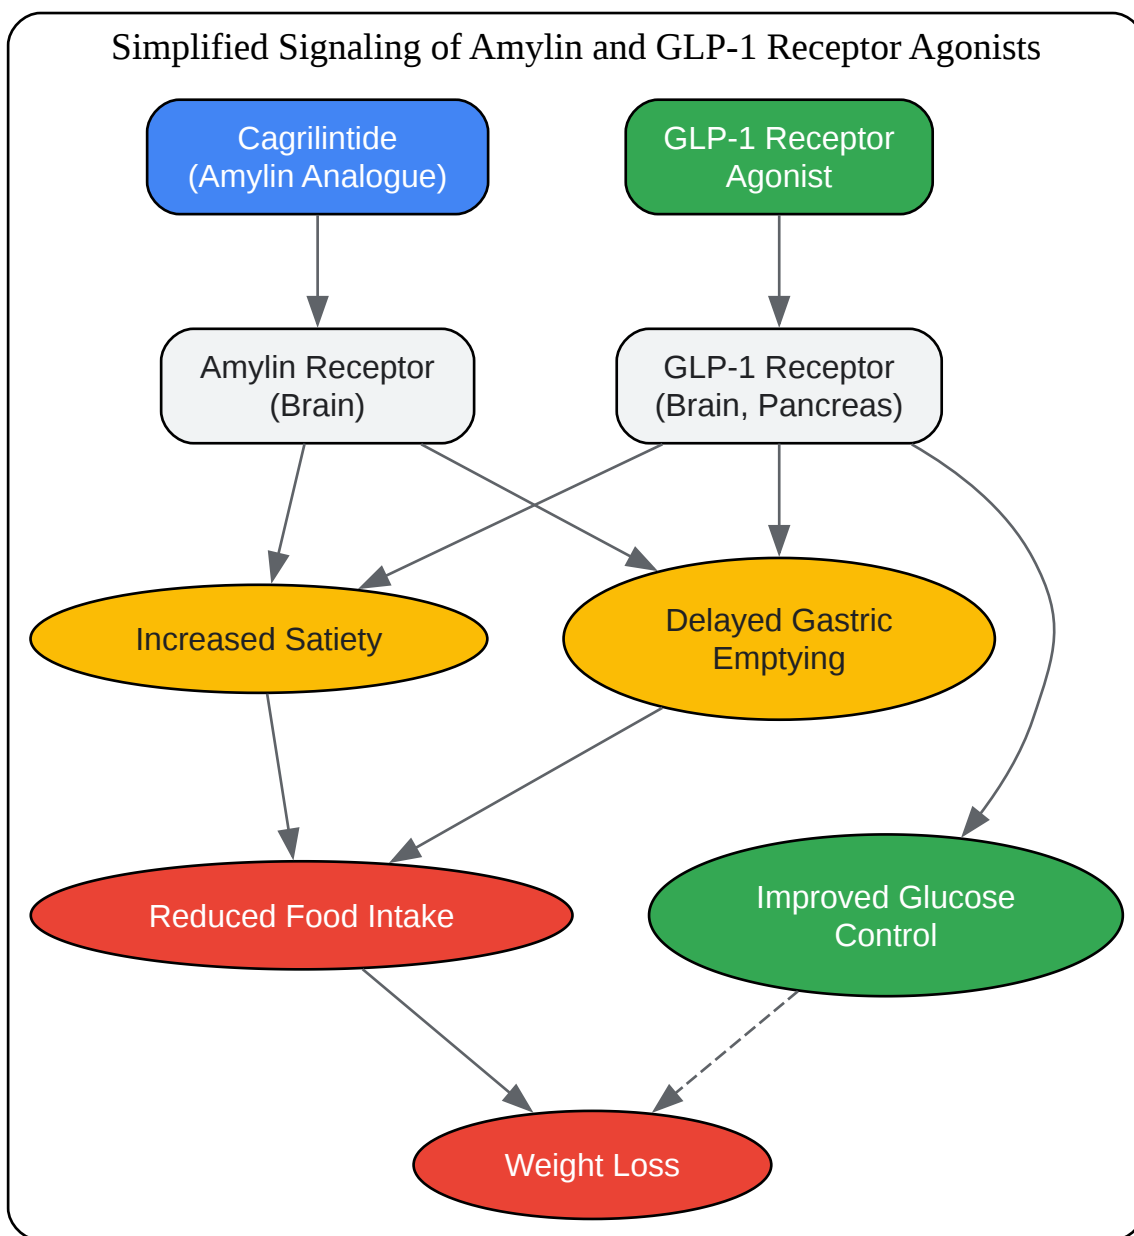 Simplified Signaling of Amylin and GLP-1 Receptor Agonists
Cagrilintide
(Amylin Analogue)
GLP-1 Receptor
Agonist
Amylin Receptor
(Brain)
GLP-1 Receptor
(Brain, Pancreas)
Increased Satiety
Delayed Gastric
Emptying
Reduced Food Intake
Improved Glucose
Control
Weight Loss